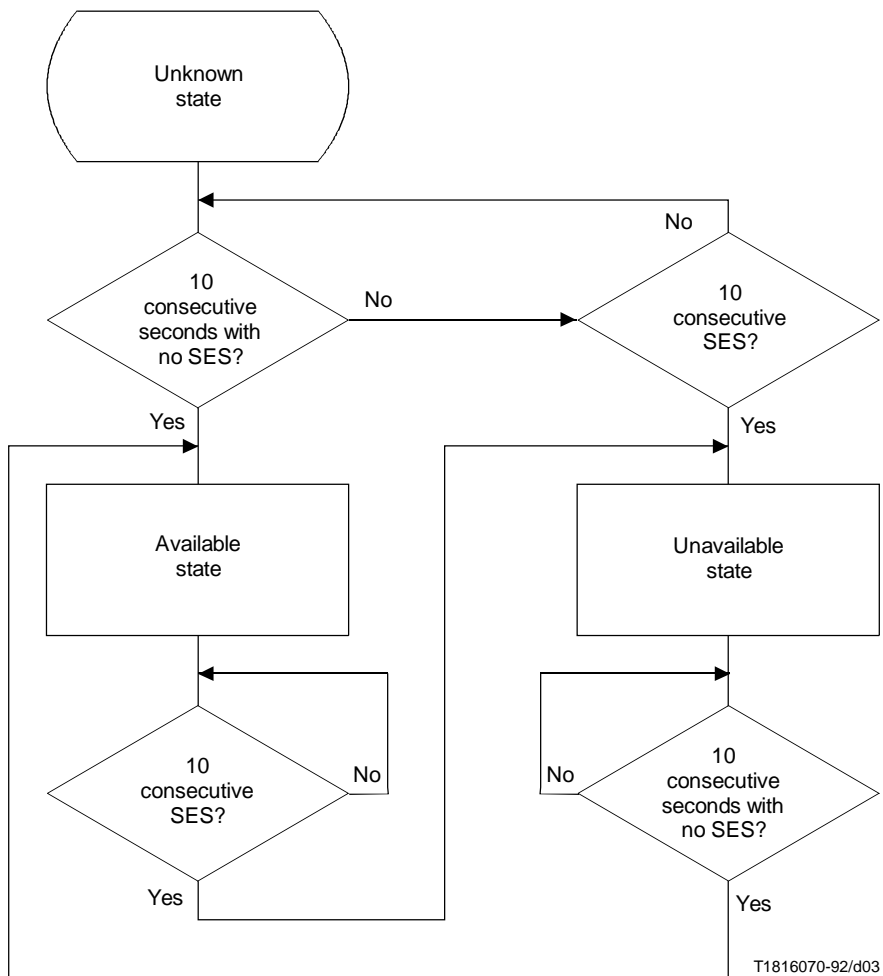 Unknown
state
No
10
consecutive
seconds with
no SES?
No
10
consecutive
SES?
Yes
Yes
Available
state
Unavailable
state
10
consecutive
SES?
No
No
10
consecutive
seconds with
no SES?
Yes
Yes
T1816070-92/d03